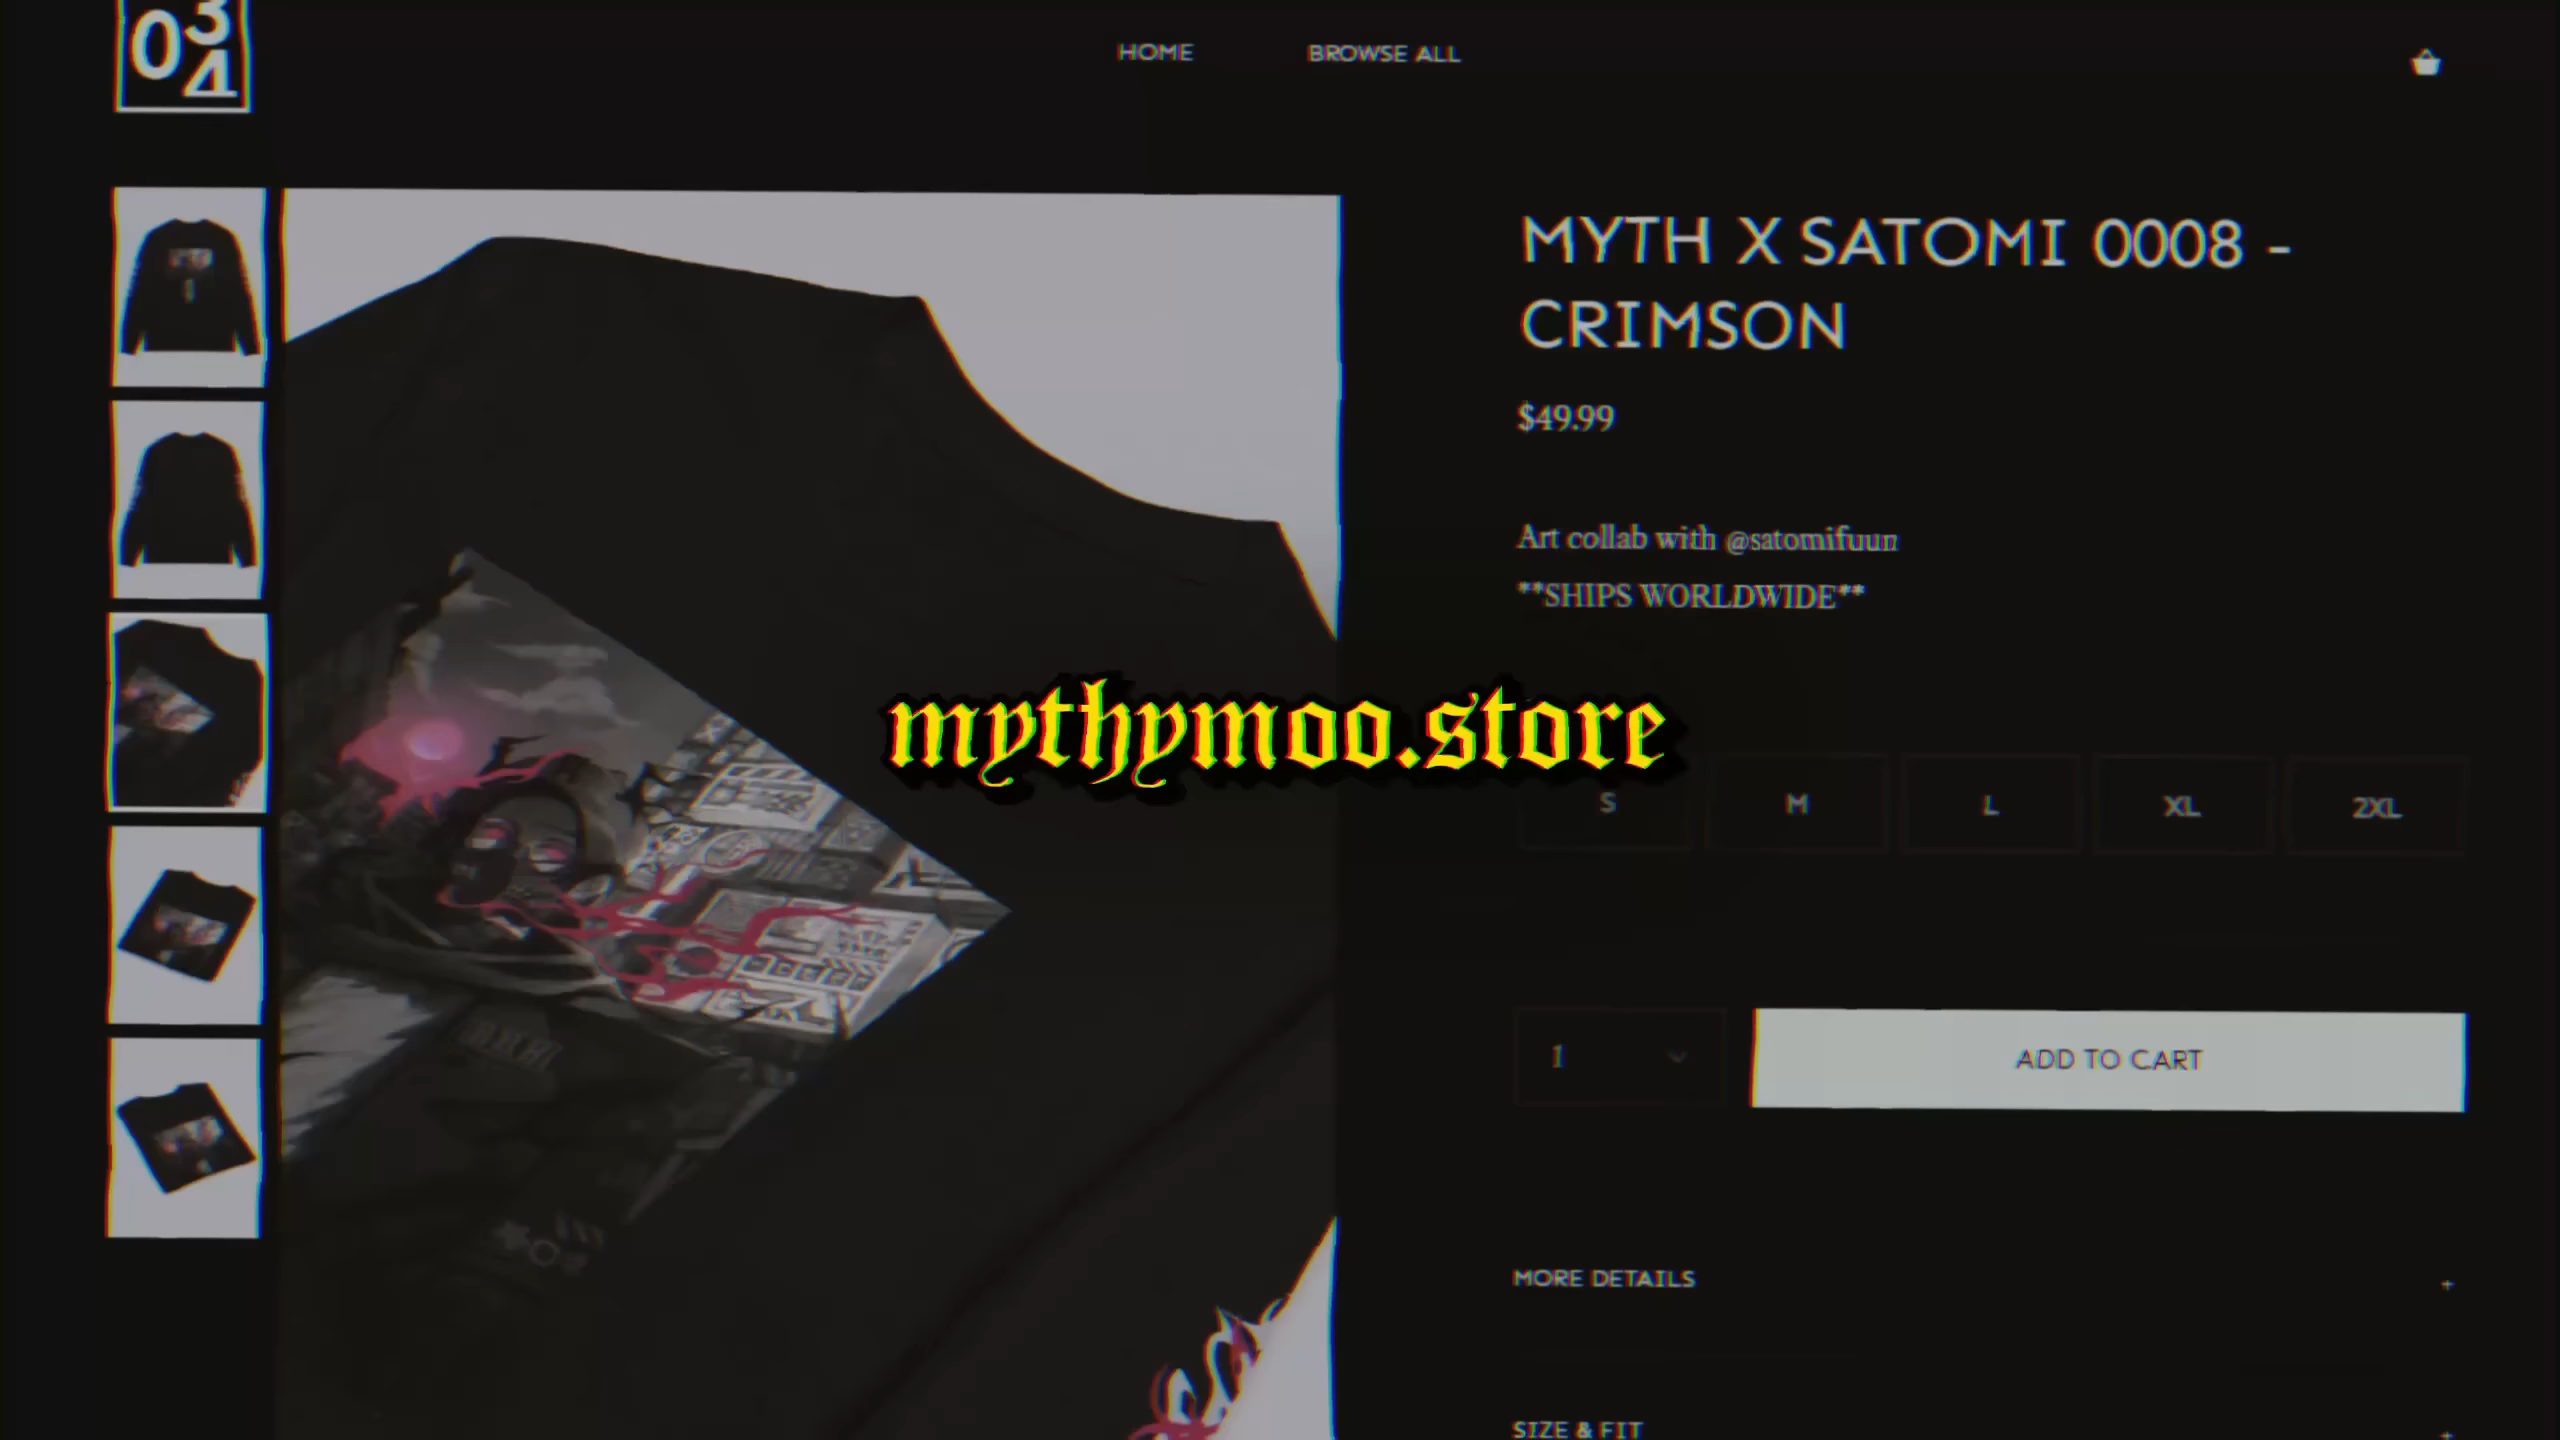 034
HOME
BROWSE ALL
MYTH X SATOMI 0008 -
CRIMSON
$49.99
Art collab with @satomifuun
**SHIPS WORLDWIDE**
mythymoo.store
S
M
L
XL
2XL
1
ADD TO CART
MORE DETAILS
+
SIZE & FIT
+